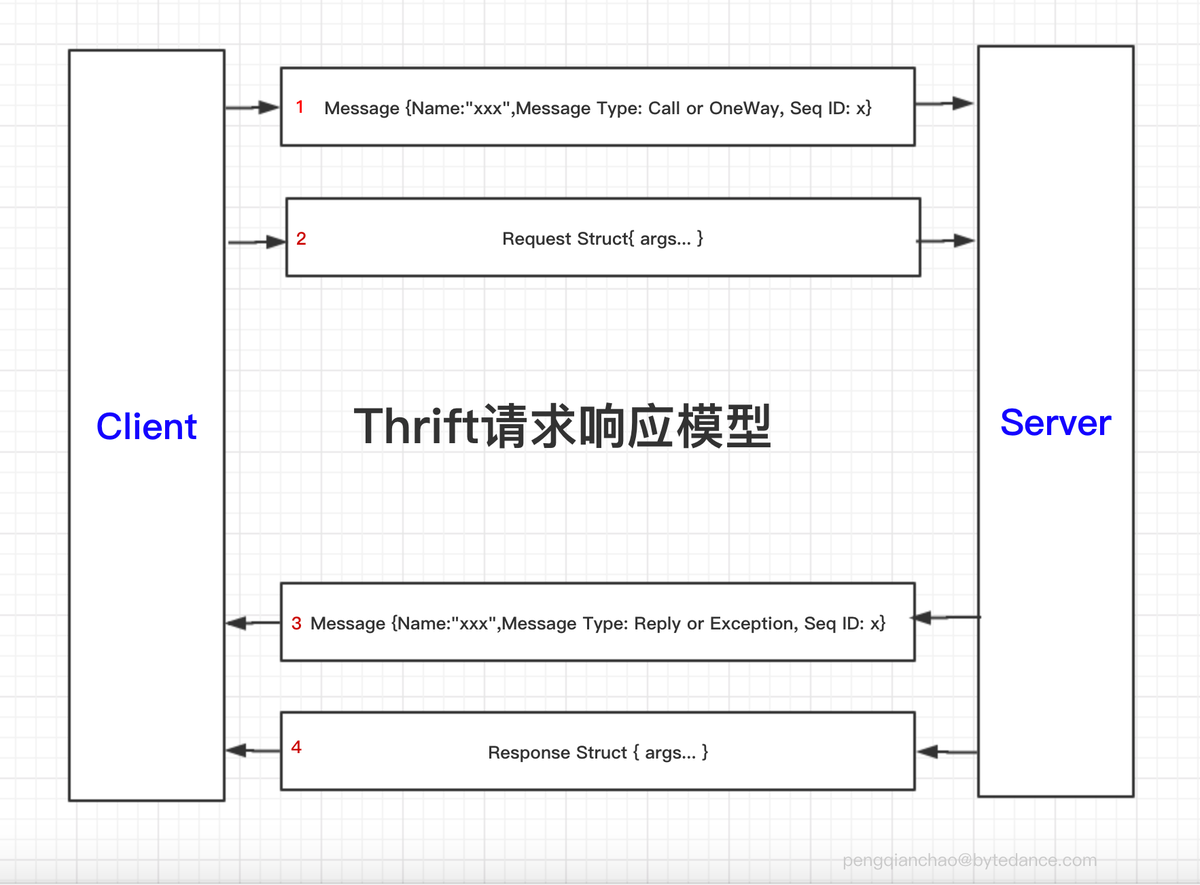 1 Message {Name:"xxx",Message Type: Call or OneWay, Seq ID: x}
2 Request Struct{ args... }
Client
Thrift请求响应模型
Server
3 Message {Name:"xxx",Message Type: Reply or Exception, Seq ID: x}
4 Response Struct { args... }
pengqianchao@bytedance.com